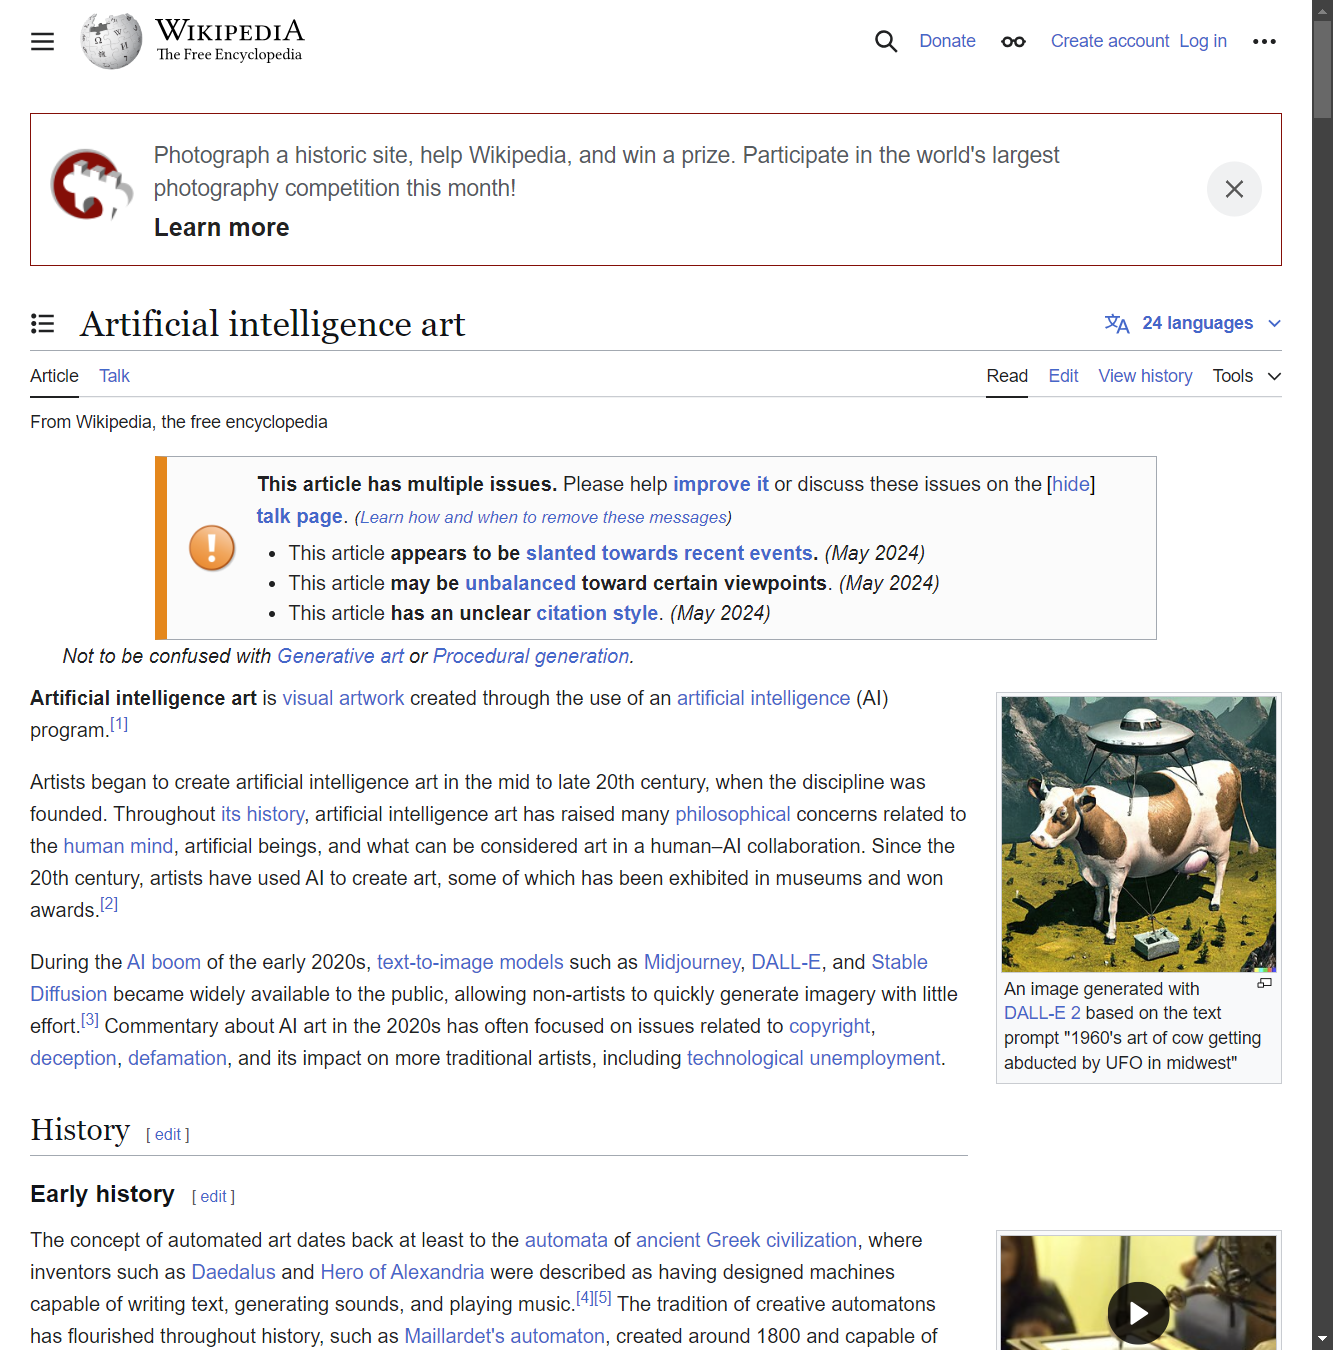 WIKIPEDIA
The Free Encyclopedia
Donate
Create account
Log in
Photograph a historic site, help Wikipedia, and win a prize. Participate in the world's largest
photography competition this month!
Learn more
Artificial intelligence art
24 languages
Article
Talk
Read
Edit
View history
Tools
From Wikipedia, the free encyclopedia
This article has multiple issues. Please help improve it or discuss these issues on the [hide]
talk page. (Learn how and when to remove these messages)
• This article appears to be slanted towards recent events. (May 2024)
• This article may be unbalanced toward certain viewpoints. (May 2024)
• This article has an unclear citation style. (May 2024)
Not to be confused with Generative art or Procedural generation.
Artificial intelligence art is visual artwork created through the use of an artificial intelligence (AI)
program.[1]
Artists began to create artificial intelligence art in the mid to late 20th century, when the discipline was
founded. Throughout its history, artificial intelligence art has raised many philosophical concerns related to
the human mind, artificial beings, and what can be considered art in a human–AI collaboration. Since the
20th century, artists have used AI to create art, some of which has been exhibited in museums and won
awards.[2]
During the AI boom of the early 2020s, text-to-image models such as Midjourney, DALL-E, and Stable
Diffusion became widely available to the public, allowing non-artists to quickly generate imagery with little
effort.[3] Commentary about AI art in the 2020s has often focused on issues related to copyright,
deception, defamation, and its impact on more traditional artists, including technological unemployment.
An image generated with
DALL-E 2 based on the text
prompt "1960's art of cow getting
abducted by UFO in midwest"
History [ edit ]
Early history [ edit ]
The concept of automated art dates back at least to the automata of ancient Greek civilization, where
inventors such as Daedalus and Hero of Alexandria were described as having designed machines
capable of writing text, generating sounds, and playing music.[4][5] The tradition of creative automatons
has flourished throughout history, such as Maillardet's automaton, created around 1800 and capable of